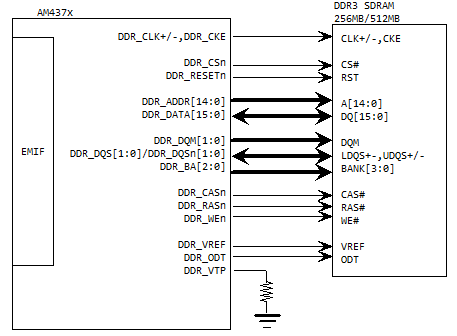 AM437x
DDR3 SDRAM
256MB/512MB
DDR_CLK+/-,DDR_CKE
CLK+/-,CKE
DDR_CSn
CS#
DDR_RESETn
RST
DDR_ADDR[14:0]
A[14:0]
DDR_DATA[15:0]
DQ[15:0]
DDR_DQM[1:0]
DQM
EMIF
DDR_DQS[1:0]/DDR_DQSn[1:0]
LDQS+-,UDQS+/-
DDR_BA[2:0]
BANK[3:0]
DDR_CASn
CAS#
DDR_RASn
RAS#
DDR_WEn
WE#
DDR_VREF
VREF
DDR_ODT
ODT
DDR_VTP